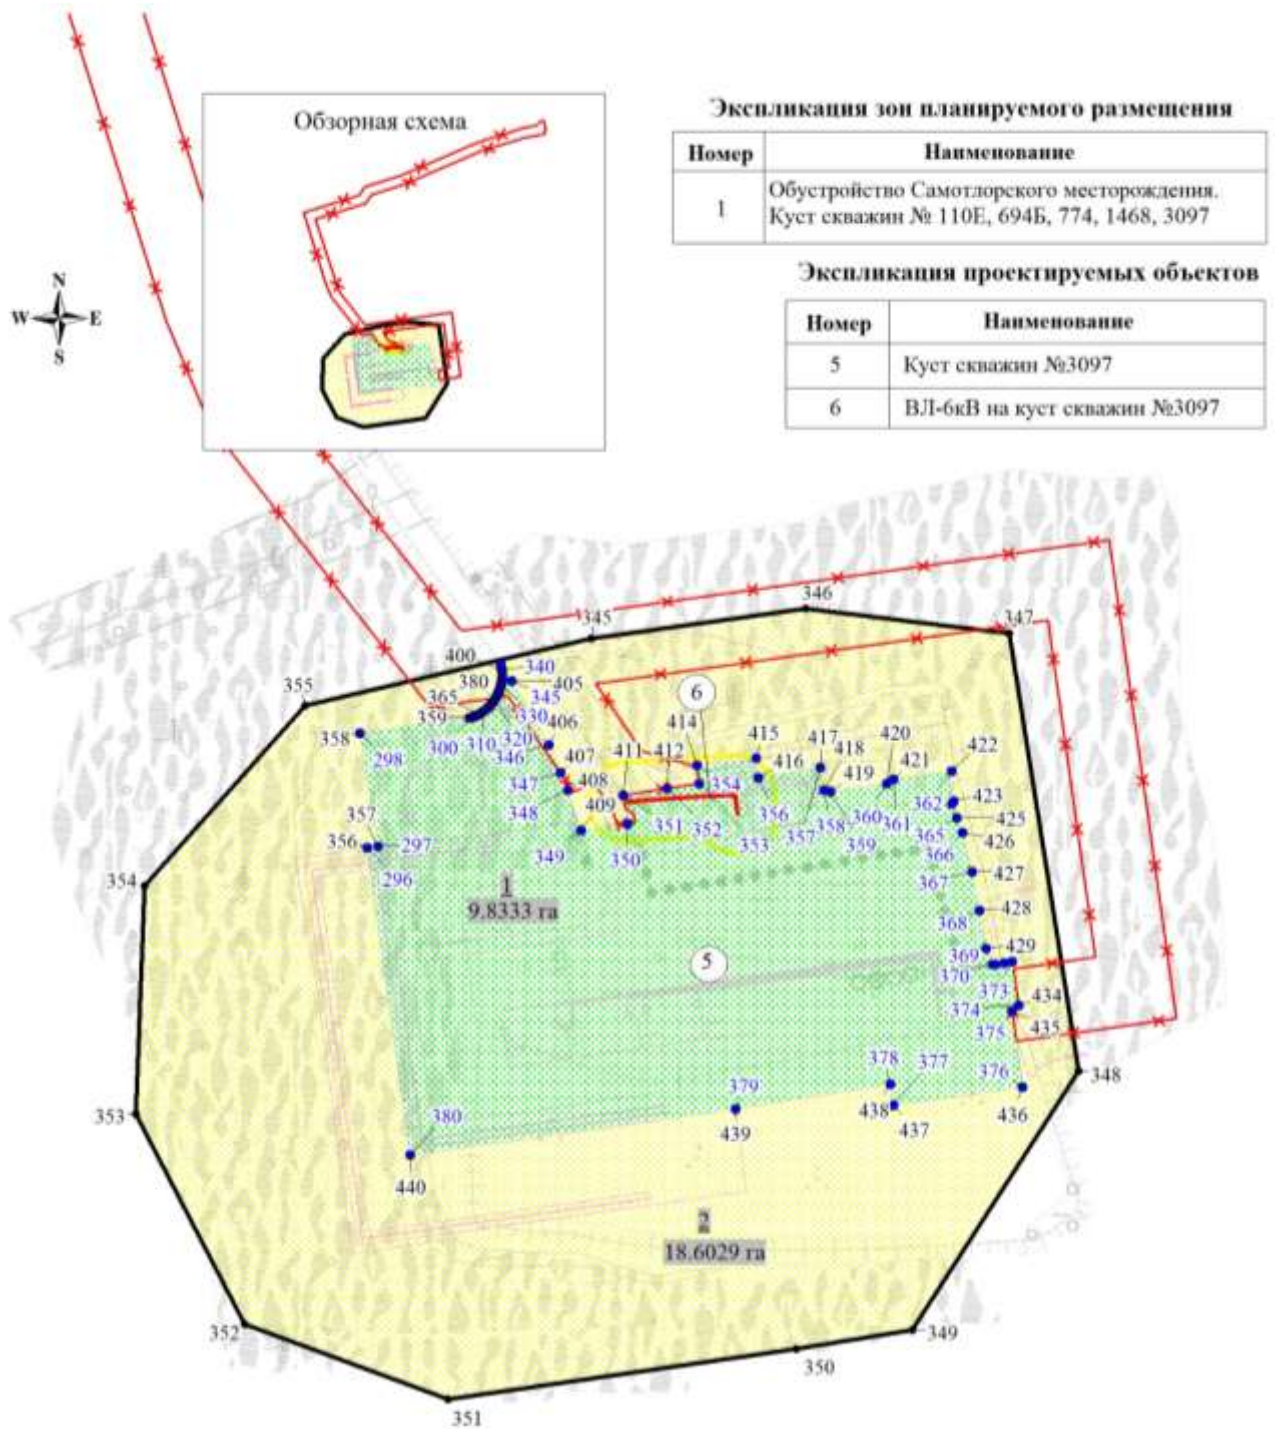 Обзорная схема
Экспликация зон планируемого размещения
Номер Наименование
1 Обустройство Самотлорского месторождения.
Куст скважин № 110Е, 694Б, 774, 1468, 3097
Экспликация проектируемых объектов
Номер Наименование
5 Куст скважин №3097
6 ВЛ-6кВ на куст скважин №3097
N
W E
S
346
345 347
400 340
380 405
355 365 345
359 330 406
358 300 310 320
298 346 407
347 408
348 409
411 412 414 6
415 416 417 418
419 420 421 422
423
425
426
427
428
429
354 356 357 358 359 360 361 362
365
366
367
368
369
370
349 350 351 352 353
357
356 297
296
354
1
9.8333 га
5
373 434
374
375 435
376
348
378 377
379
380
438 437 436
439
440
353
2
18.6029 га
352
349
350
351